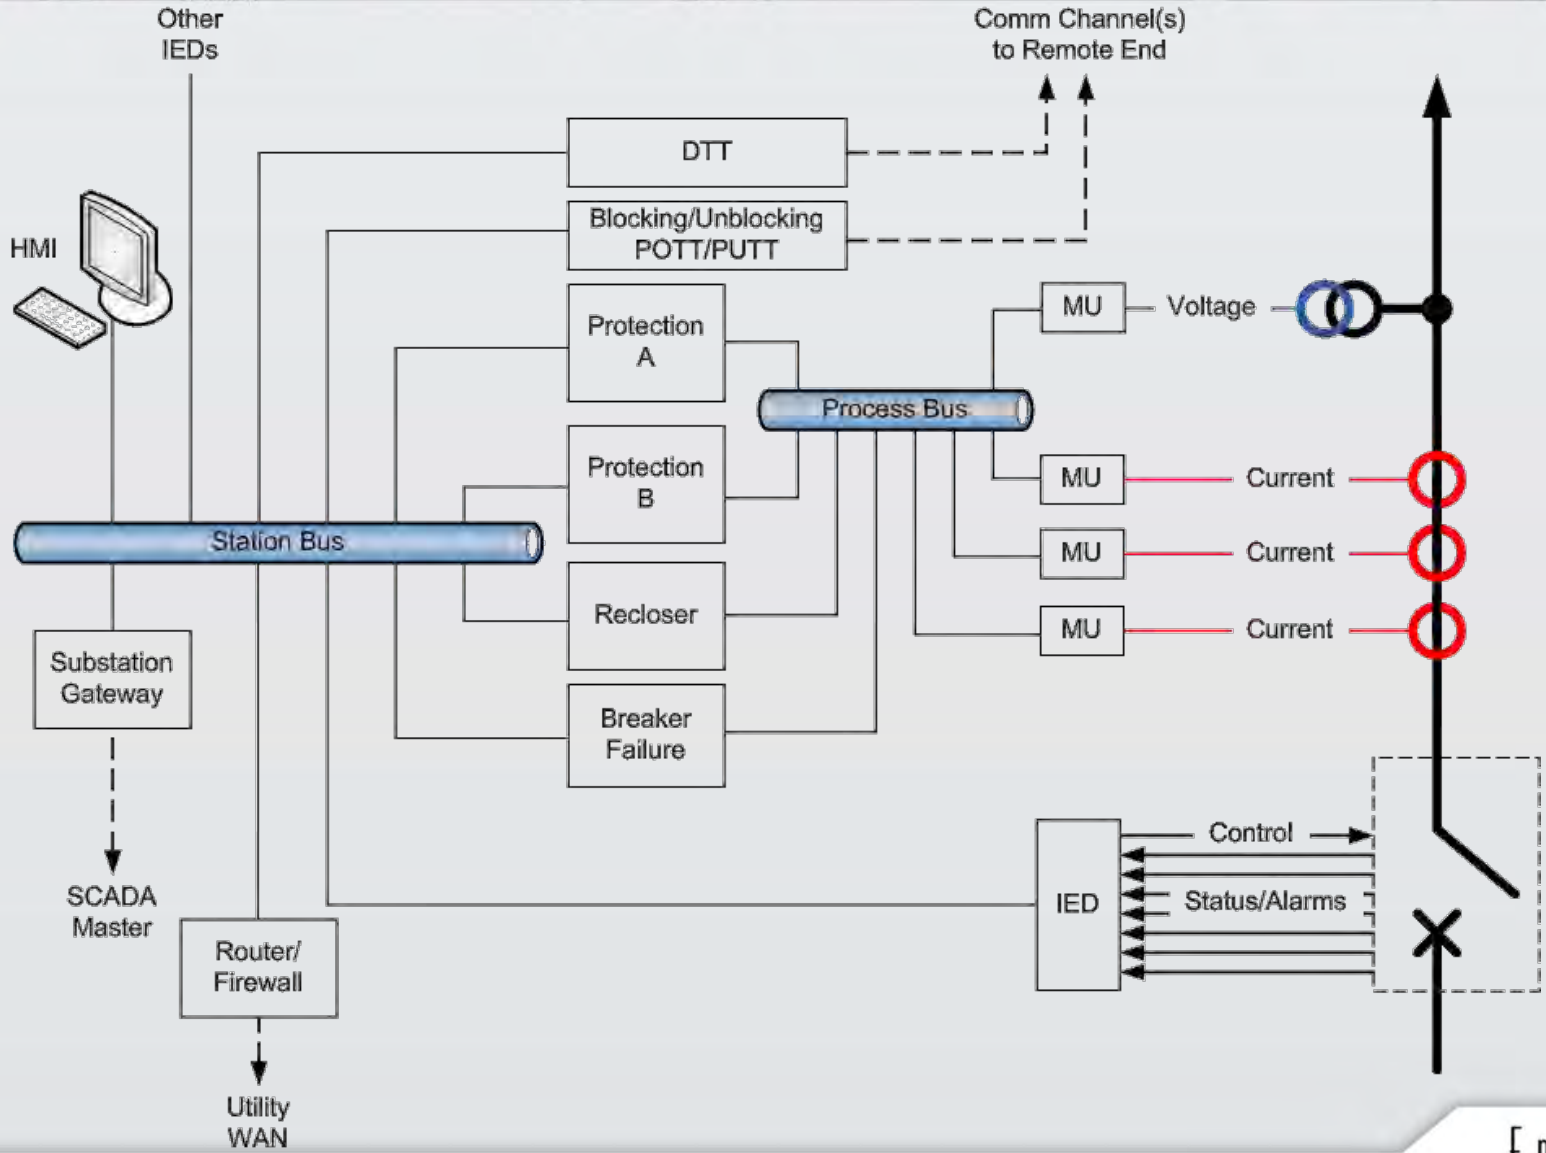 Other
IEDs
Comm Channel(s)
to Remote End
DTT
Blocking/Unblocking
POTT/PUTT
HMI
Protection
A
MU
Voltage
Process Bus
Protection
B
MU
Current
Station Bus
MU
Current
Recloser
MU
Current
Substation
Gateway
Breaker
Failure
Control
IED
Status/Alarms
SCADA
Master
Router/
Firewall
Utility
WAN